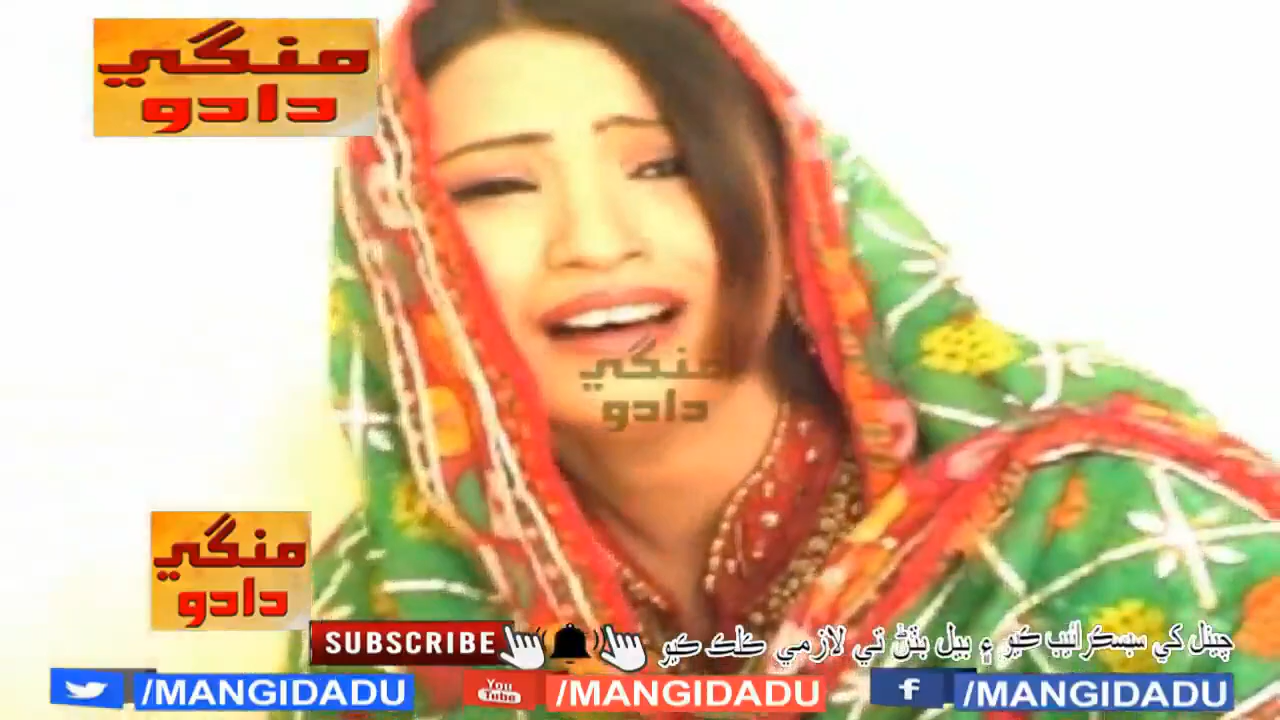 منگي
دادو
منگي
دادو
منگي
دادو
SUBSCRIBE
چينل کي سبسڪرائيب ڪيو ۽ بيل بٽڻ تي لازمي ڪلڪ ڪيو
/MANGIDADU
You Tube
/MANGIDADU
/MANGIDADU